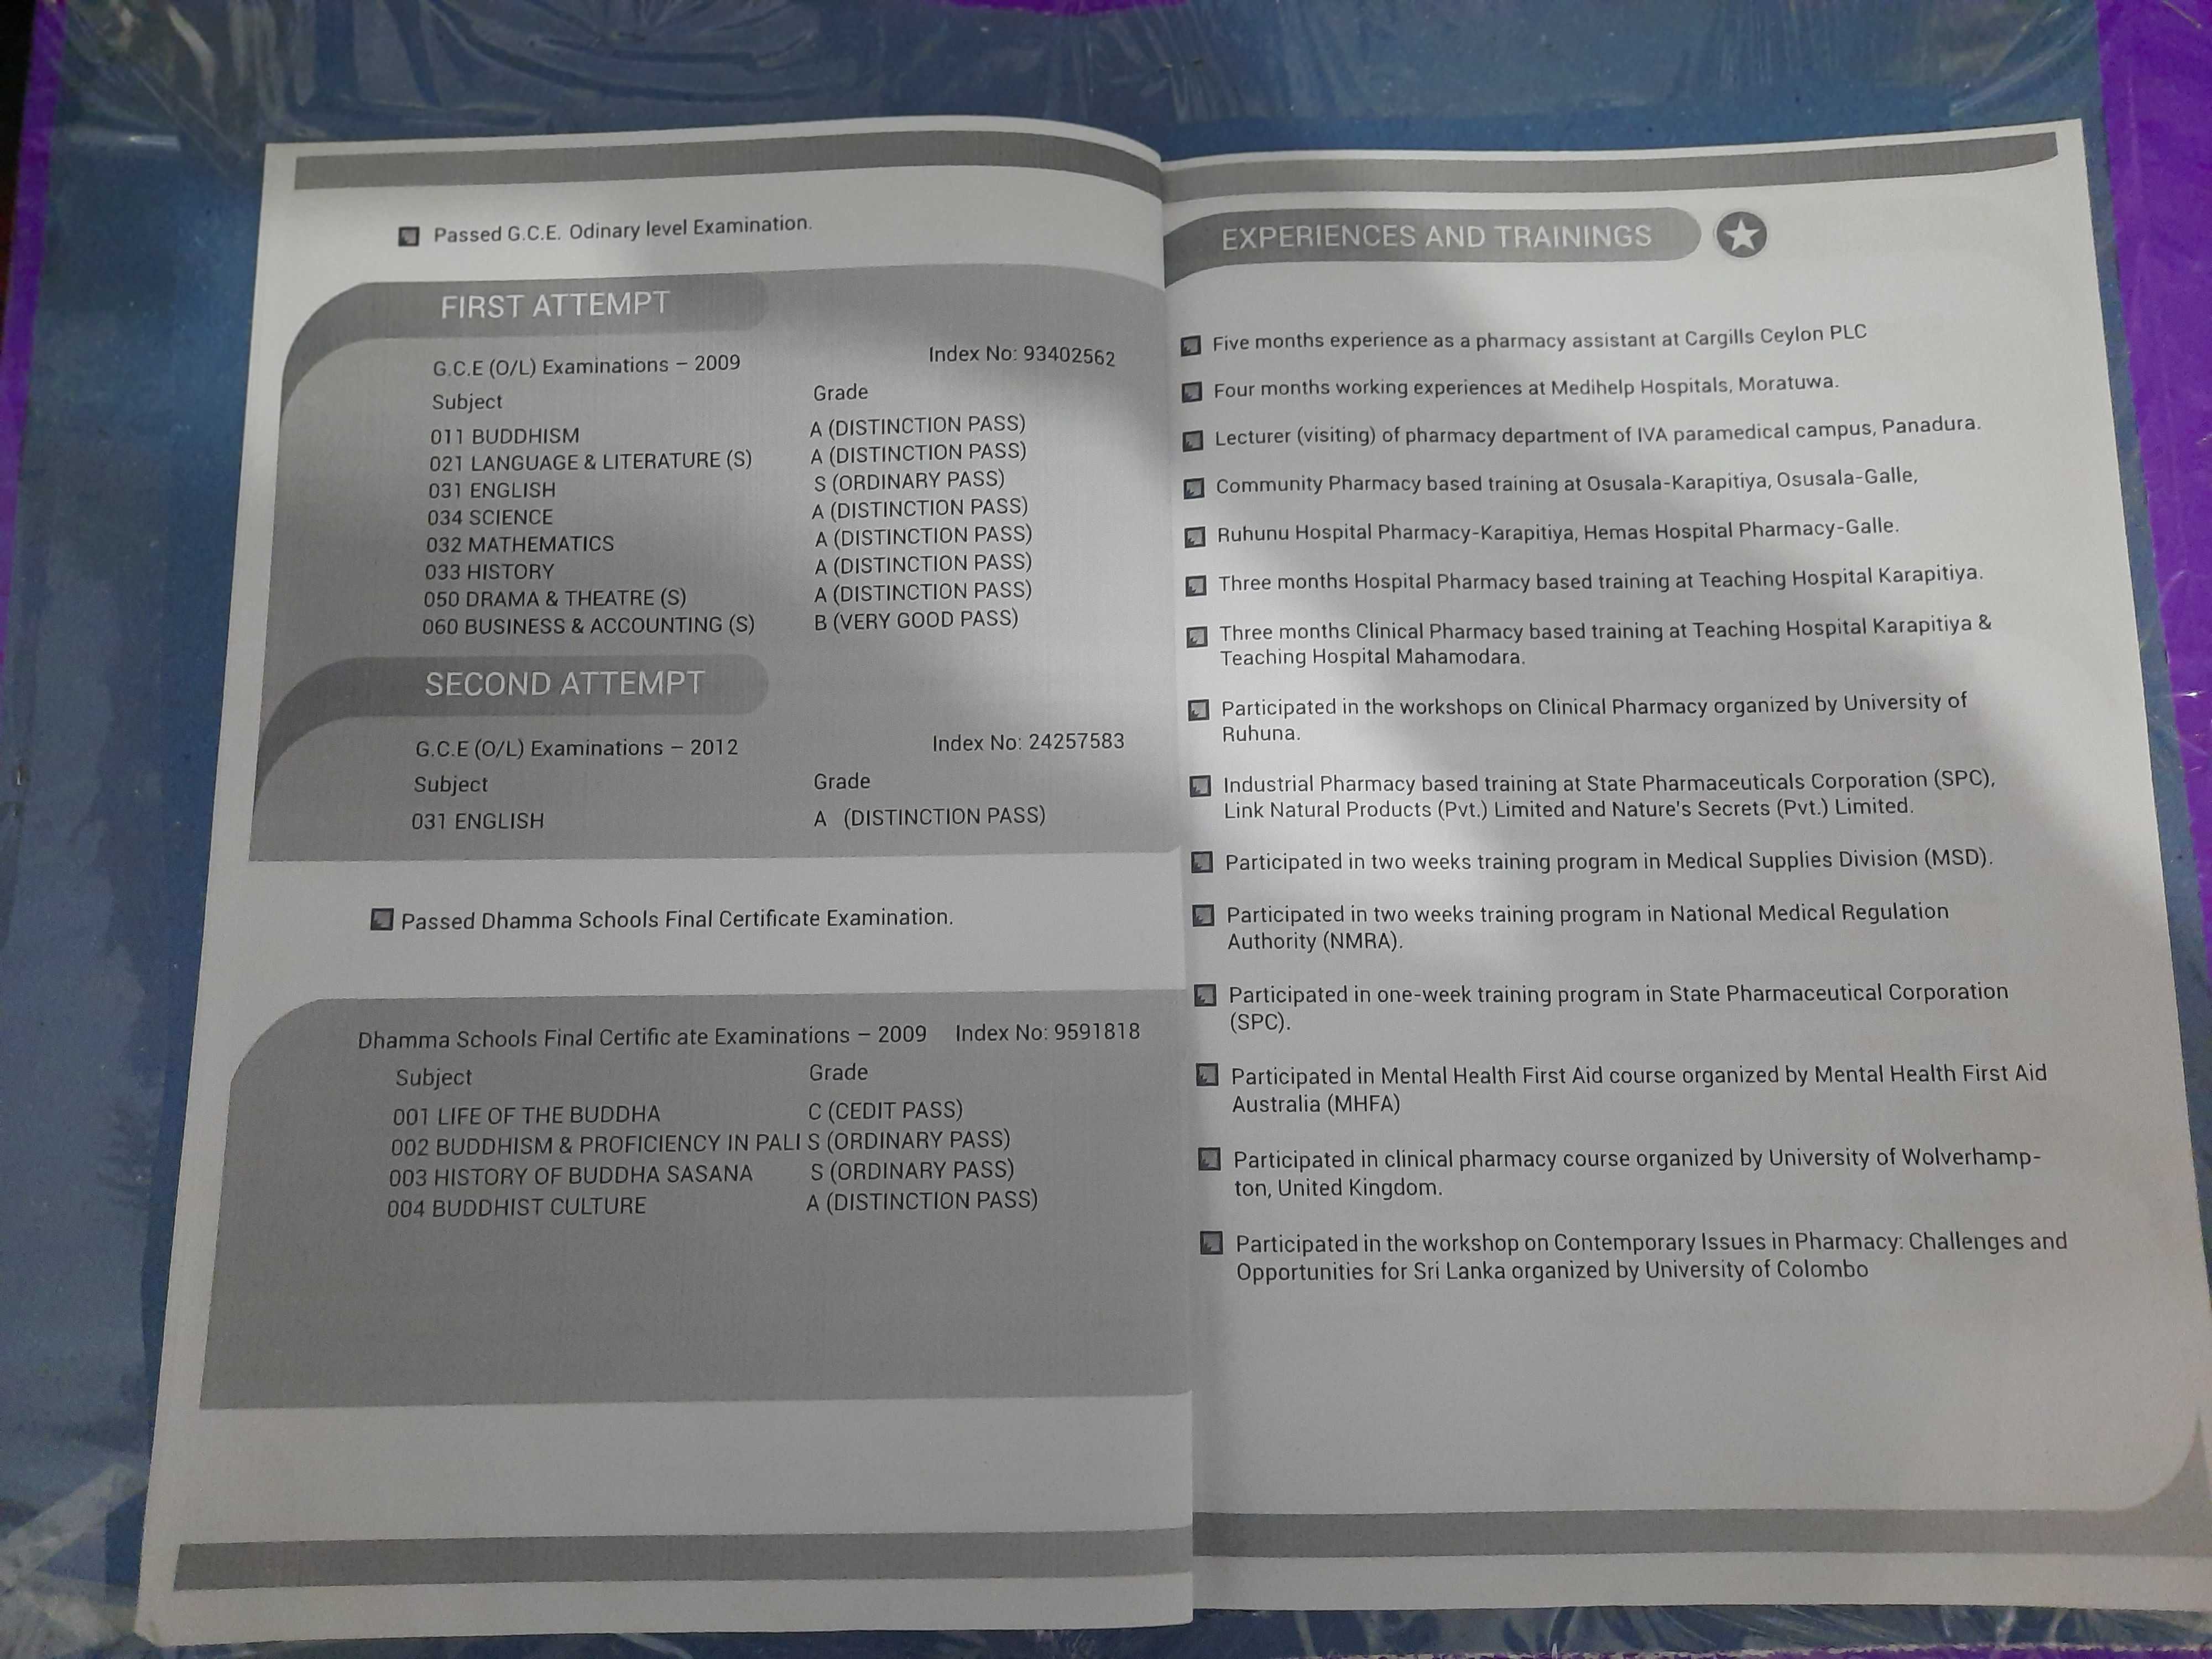 Passed G.C.E. Odinary level Examination.
FIRST ATTEMPT
G.C.E (O/L) Examinations – 2009 Index No: 93402562
Subject Grade
011 BUDDHISM A (DISTINCTION PASS)
021 LANGUAGE & LITERATURE (S) A (DISTINCTION PASS)
031 ENGLISH S (ORDINARY PASS)
034 SCIENCE A (DISTINCTION PASS)
032 MATHEMATICS A (DISTINCTION PASS)
033 HISTORY A (DISTINCTION PASS)
050 DRAMA & THEATRE (S) A (DISTINCTION PASS)
060 BUSINESS & ACCOUNTING (S) B (VERY GOOD PASS)
SECOND ATTEMPT
G.C.E (O/L) Examinations – 2012 Index No: 24257583
Subject Grade
031 ENGLISH A (DISTINCTION PASS)
Passed Dhamma Schools Final Certificate Examination.
Dhamma Schools Final Certific ate Examinations – 2009 Index No: 9591818
Subject Grade
001 LIFE OF THE BUDDHA C (CEDIT PASS)
002 BUDDHISM & PROFICIENCY IN PALI S (ORDINARY PASS)
003 HISTORY OF BUDDHA SASANA S (ORDINARY PASS)
004 BUDDHIST CULTURE A (DISTINCTION PASS)
EXPERIENCES AND TRAININGS
Five months experience as a pharmacy assistant at Cargills Ceylon PLC
Four months working experiences at Medihelp Hospitals, Moratuwa.
Lecturer (visiting) of pharmacy department of IVA paramedical campus, Panadura.
Community Pharmacy based training at Osusala-Karapitiya, Osusala-Galle,
Ruhunu Hospital Pharmacy-Karapitiya, Hemas Hospital Pharmacy-Galle.
Three months Hospital Pharmacy based training at Teaching Hospital Karapitiya.
Three months Clinical Pharmacy based training at Teaching Hospital Karapitiya &
Teaching Hospital Mahamodara.
Participated in the workshops on Clinical Pharmacy organized by University of
Ruhuna.
Industrial Pharmacy based training at State Pharmaceuticals Corporation (SPC),
Link Natural Products (Pvt.) Limited and Nature's Secrets (Pvt.) Limited.
Participated in two weeks training program in Medical Supplies Division (MSD).
Participated in two weeks training program in National Medical Regulation
Authority (NMRA).
Participated in one-week training program in State Pharmaceutical Corporation
(SPC).
Participated in Mental Health First Aid course organized by Mental Health First Aid
Australia (MHFA)
Participated in clinical pharmacy course organized by University of Wolverhamp-
ton, United Kingdom.
Participated in the workshop on Contemporary Issues in Pharmacy: Challenges and
Opportunities for Sri Lanka organized by University of Colombo